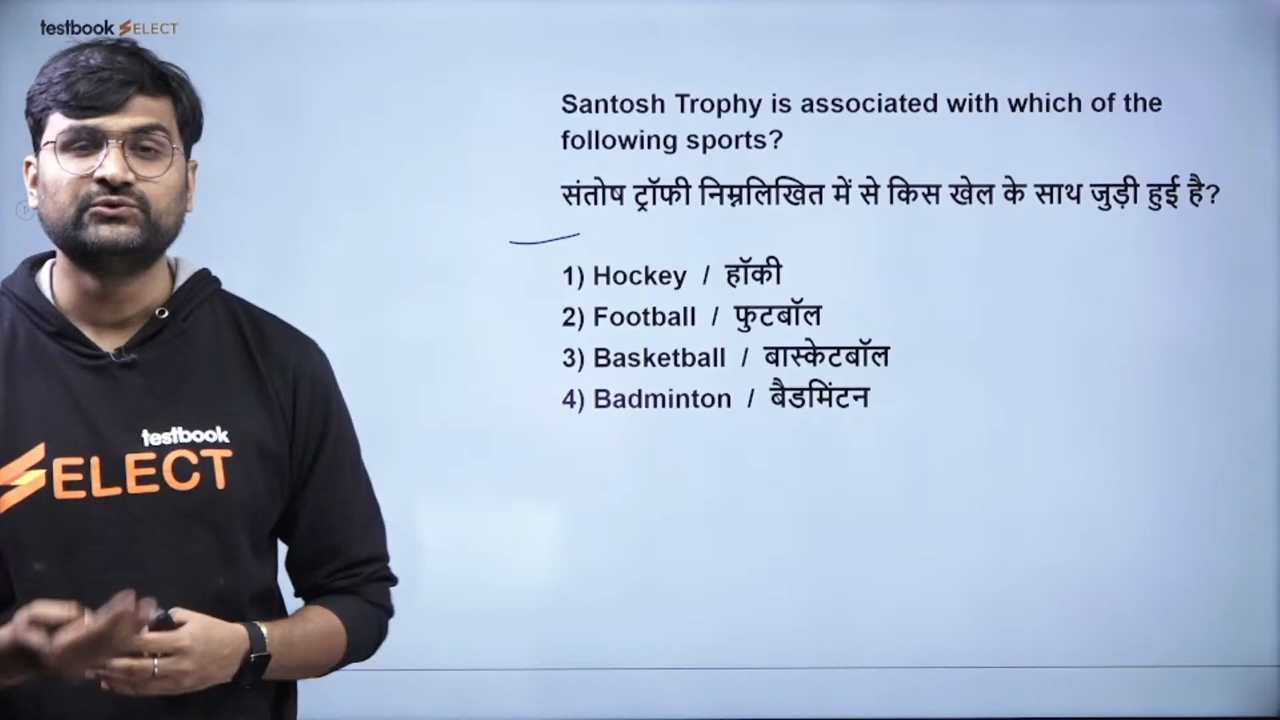 testbook SELECT
Santosh Trophy is associated with which of the
following sports?
संतोष ट्रॉफी निम्नलिखित में से किस खेल के साथ जुड़ी हुई है?
1) Hockey / हॉकी
2) Football / फुटबॉल
3) Basketball / बास्केटबॉल
4) Badminton / बैडमिंटन
testbook
SELECT